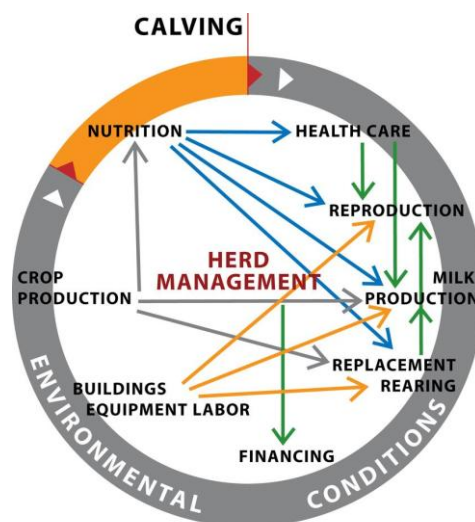 CALVING
NUTRITION
HEALTH CARE
REPRODUCTION
HERD
MANAGEMENT
CROP
PRODUCTION
MILK
PRODUCTION
REPLACEMENT
REARING
BUILDINGS
EQUIPMENT LABOR
FINANCING
ENVIRONMENTAL
CONDITIONS